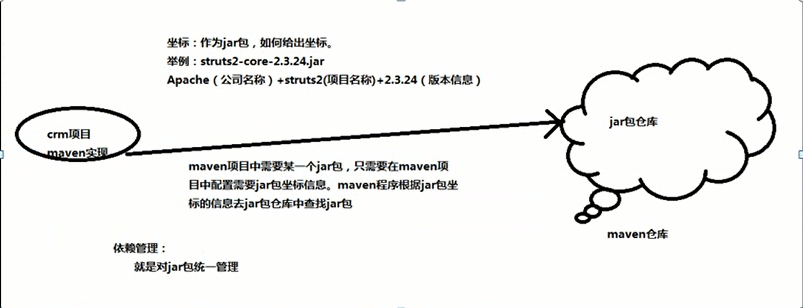 坐标：作为jar包，如何给出坐标。
举例：struts2-core-2.3.24.jar
Apache（公司名称）+struts2(项目名称)+2.3.24（版本信息）
crm项目
maven实现
jar包仓库
maven项目中需要某一个jar包，只需要在maven项
目中配置需要jar包坐标信息。maven程序根据jar包坐
标的信息去jar包仓库中查找jar包
maven仓库
依赖管理：
就是对jar包统一管理